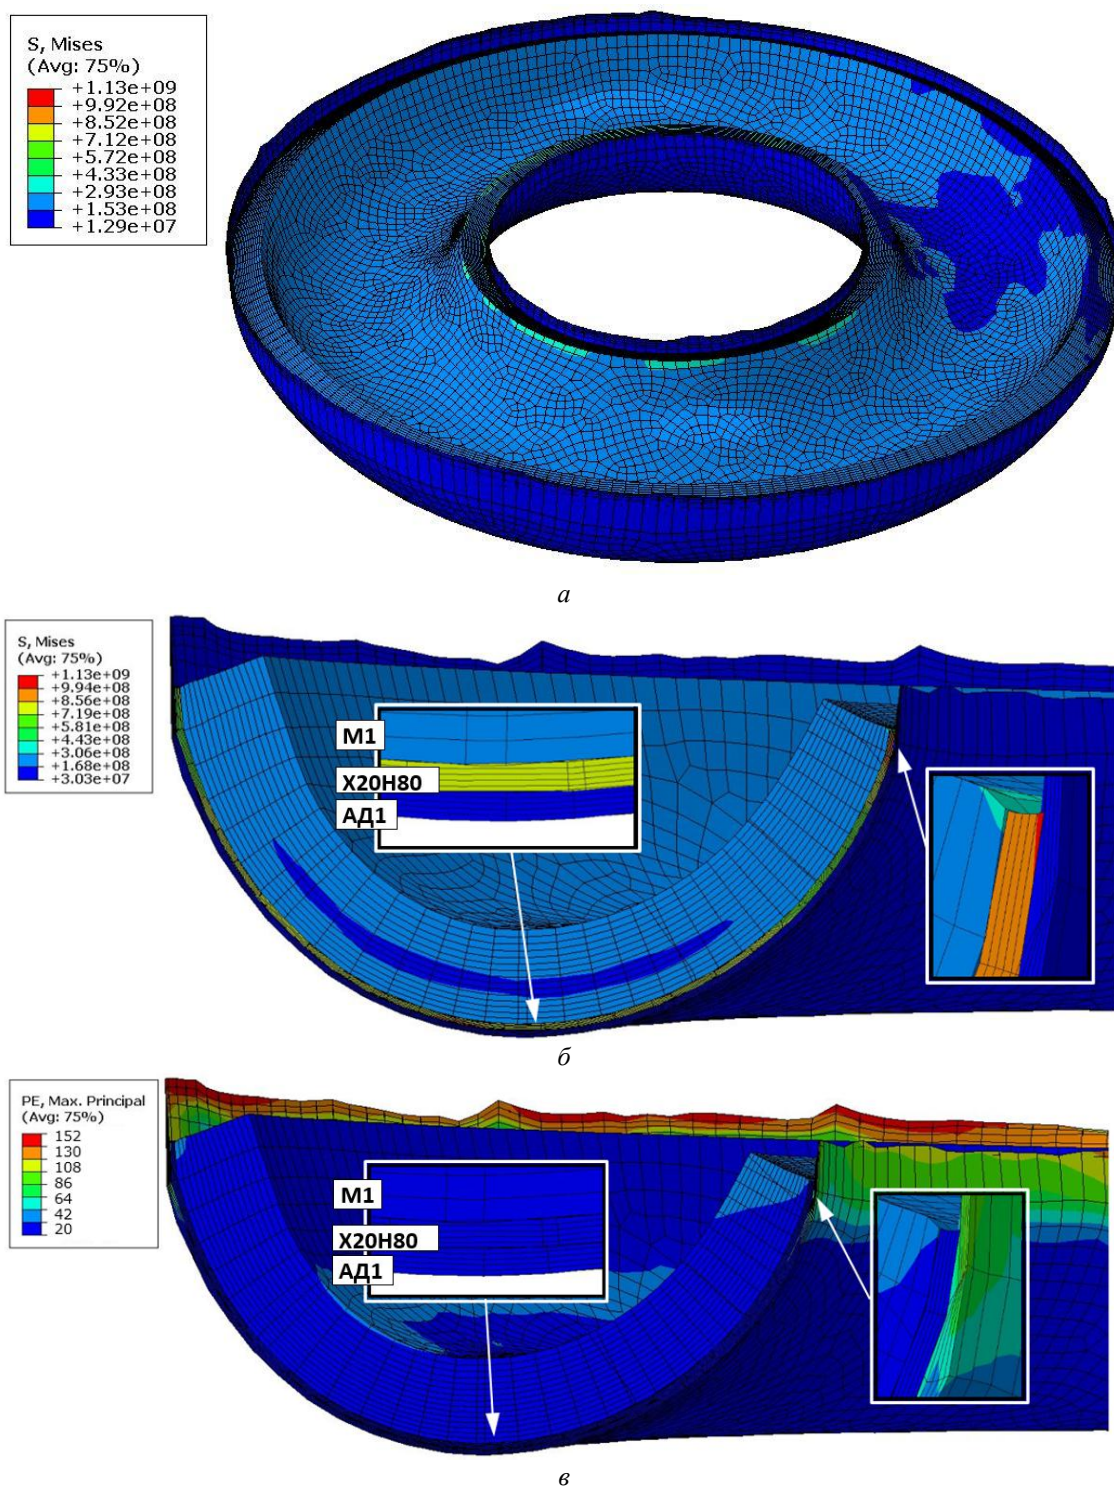 S, Mises
(Avg: 75%)
+1.13e+09
+9.92e+08
+8.52e+08
+7.12e+08
+5.72e+08
+4.33e+08
+2.93e+08
+1.53e+08
+1.29e+07
а
S, Mises
(Avg: 75%)
+1.13e+09
+9.94e+08
+8.56e+08
+7.19e+08
+5.81e+08
+4.43e+08
+3.06e+08
+1.68e+08
+3.03e+07
М1
Х20Н80
АД1
б
PE, Max. Principal
(Avg: 75%)
152
130
108
86
64
42
20
М1
Х20Н80
АД1
в